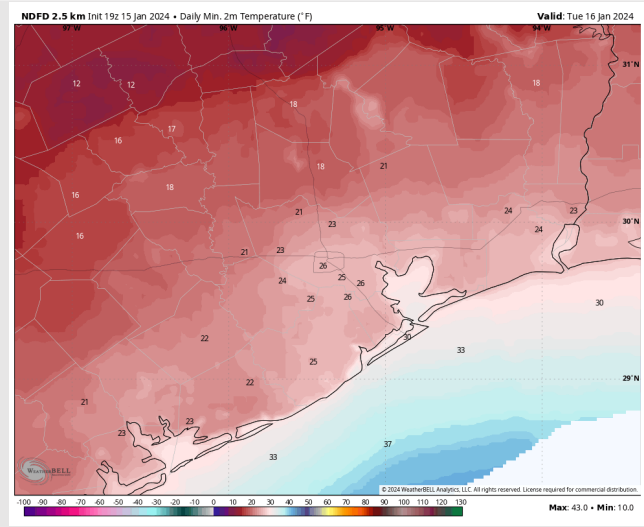 NDFD 2.5 km Init 19z 15 Jan 2024 • Daily Min. 2m Temperature (°F)
Valid: Tue 16 Jan 2024
97°W 96°W 95°W 94°W
31°N
12 12 18
18
17
16
18 21
18
16
21 24 23
23 30°N
24
16
21 23
26
25
24 26
25 26
30
22 30
33
25
29°N
22
21
23
23
37
33
WEATHERBELL
© 2024 WeatherBELL Analytics, LLC. All rights reserved. License required for commercial distribution.
-100 -90 -80 -70 -60 -50 -40 -30 -20 -10 0 10 20 30 40 50 60 70 80 90 100 110 120 130
Max: 43.0 • Min: 10.0